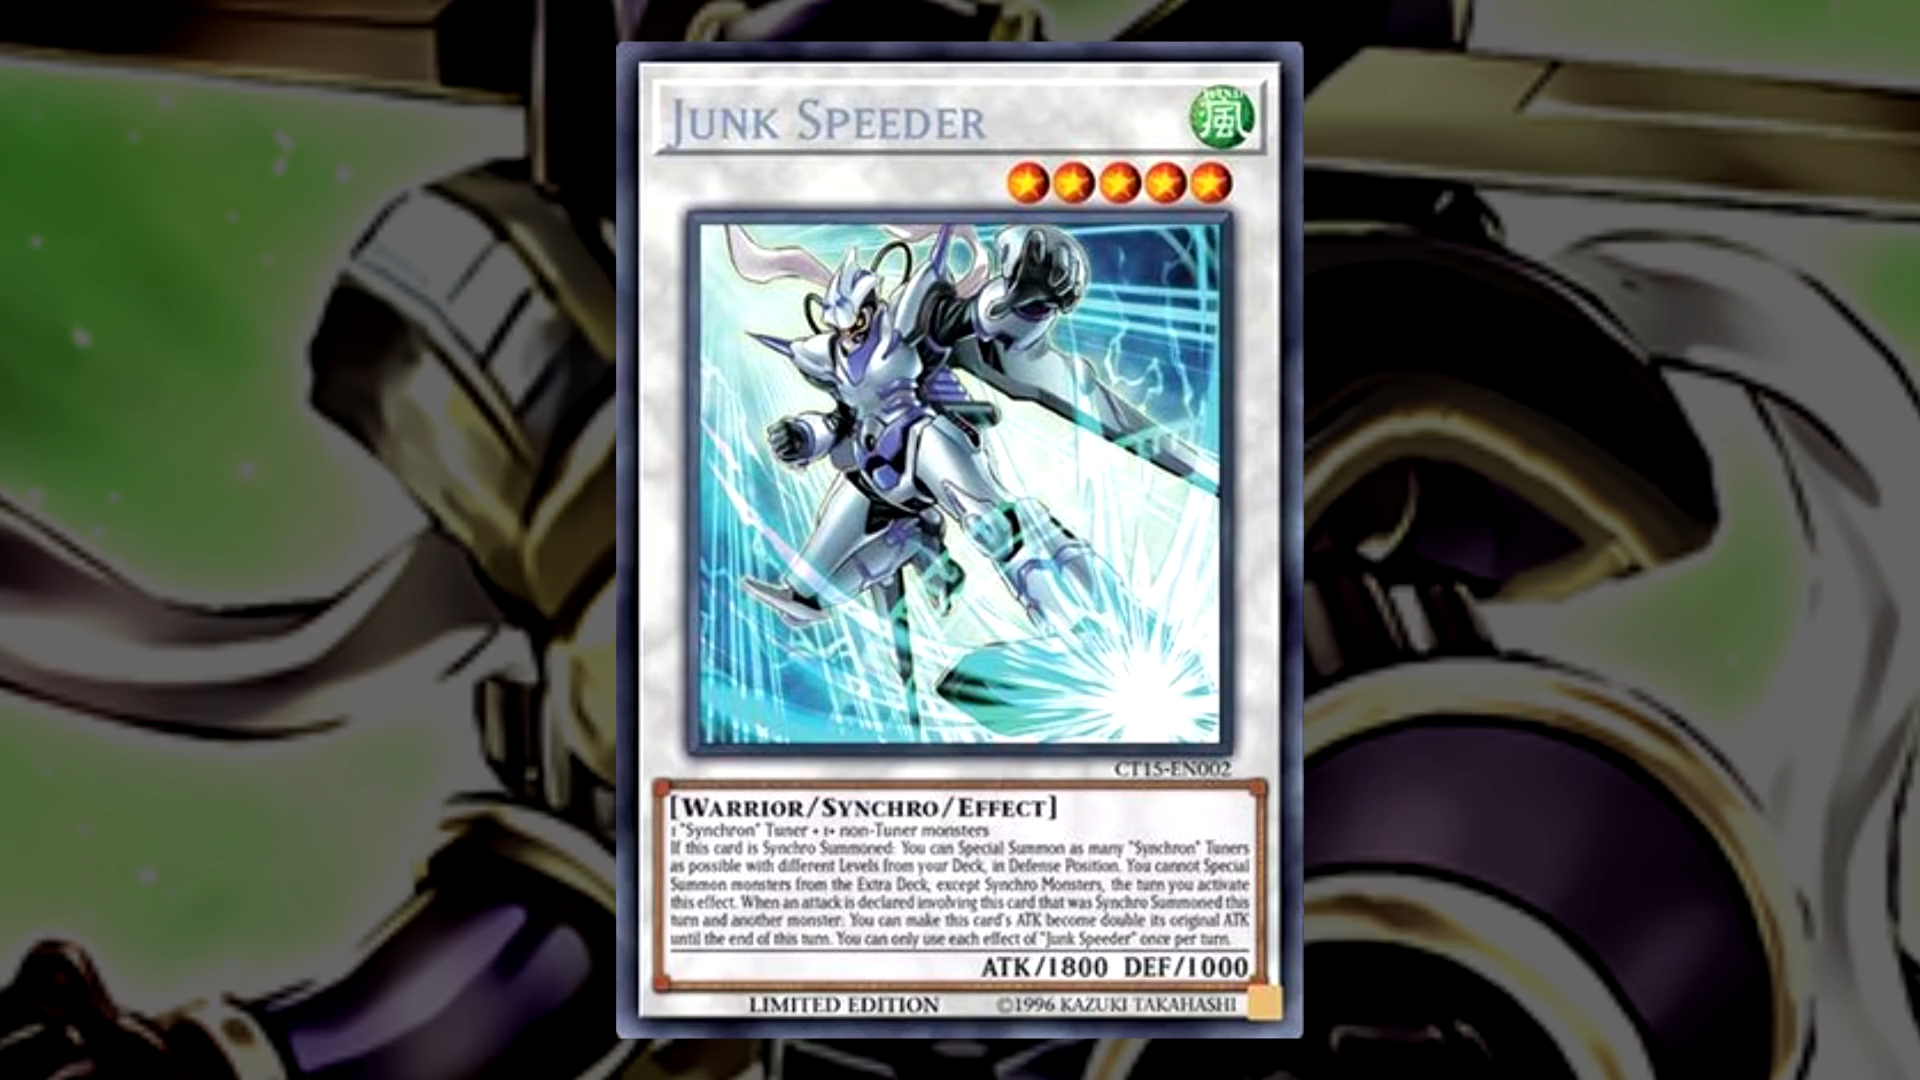 JUNK SPEEDER
WIND
風
CT15-EN002
[WARRIOR/SYNCHRO/EFFECT]
1 "Synchron" Tuner + 1+ non-Tuner monsters
If this card is Synchro Summoned: You can Special Summon as many "Synchron" Tuners
as possible with different Levels from your Deck, in Defense Position. You cannot Special
Summon monsters from the Extra Deck, except Synchro Monsters, the turn you activate
this effect. When an attack is declared involving this card that was Synchro Summoned this
turn and another monster: You can make this card's ATK become double its original ATK
until the end of this turn. You can only use each effect of "Junk Speeder" once per turn.
ATK/1800 DEF/1000
LIMITED EDITION ©1996 KAZUKI TAKAHASHI